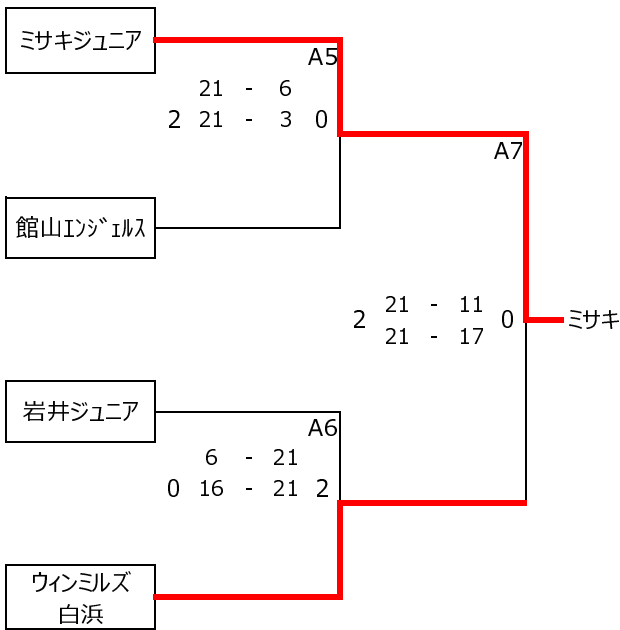 ミサキジュニア
A5
21 - 6
2 21 - 3 0
A7
館山ｴﾝｼﾞｪﾙｽ
21 - 11
2 0 ミサキ
21 - 17
岩井ジュニア
A6
6 - 21
0 16 - 21 2
ウィンミルズ
白浜